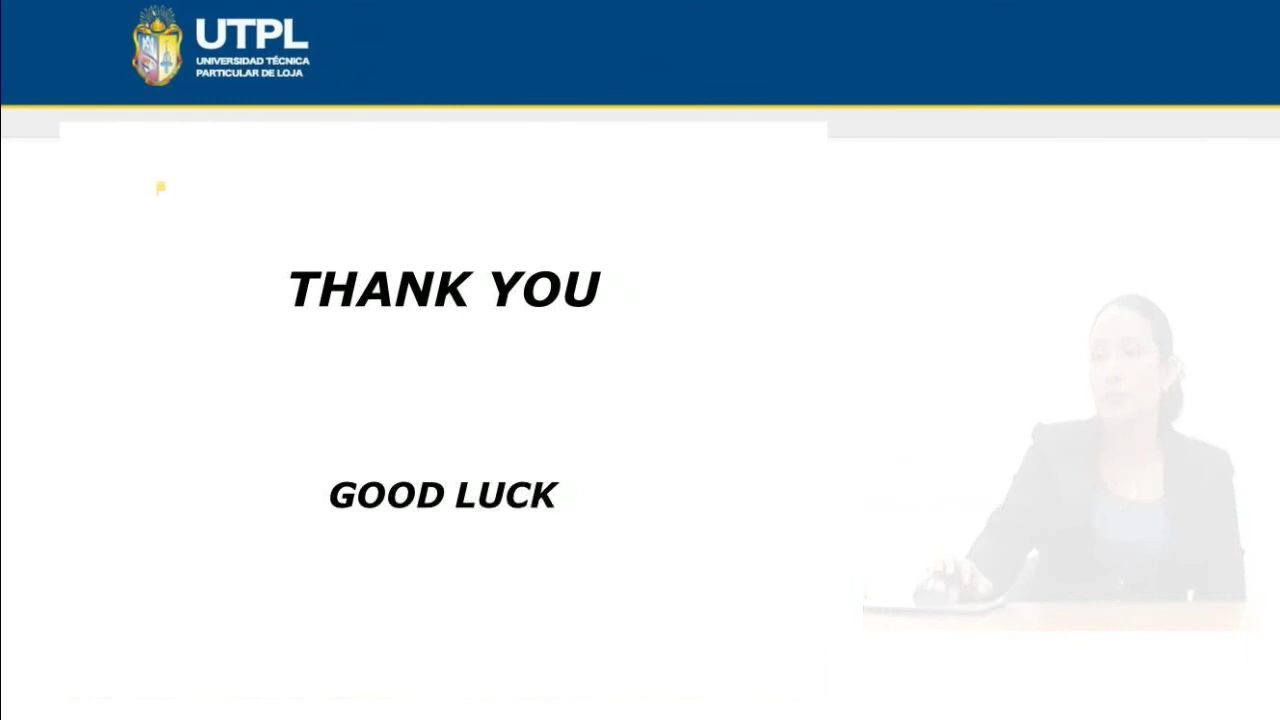 UTPL
UNIVERSIDAD TÉCNICA
PARTICULAR DE LOJA
THANK YOU
GOOD LUCK